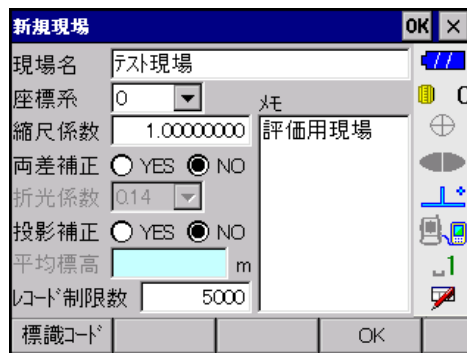 新規現場 OK ×
現場名 テスト現場
座標系 0
メモ
縮尺係数 1.00000000
評価用現場
両差補正 YES NO
折光係数 0.14
投影補正 YES NO
平均標高 m
レコード制限数 5000
標識コード OK
0
1